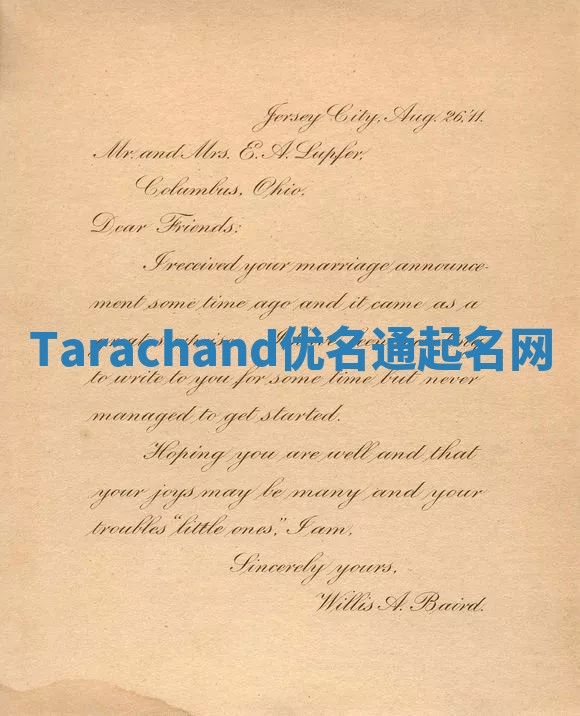 Jersey City, Aug. 26,'11.
Mr. and Mrs. E. A. Lupfer,
Columbus, Ohio.
Dear Friends:
I received your marriage announce-
ment some time ago and it came as a
great surprise. I
Tarachand优名通起名网
to write to you for some time but never
managed to get started.
Hoping you are well and that
your joys may be many and your
troubles "little ones," I am,
Sincerely yours,
Willis A. Baird.